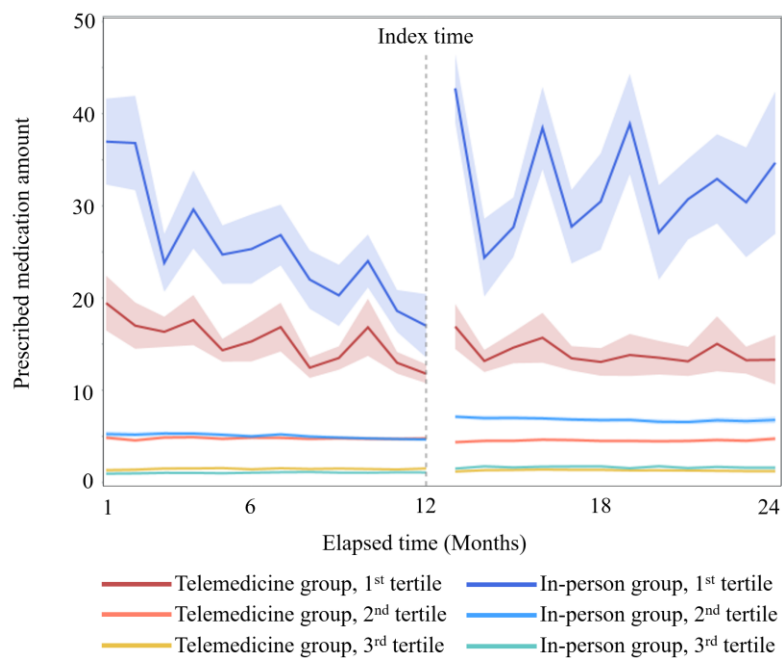 50
Index time
40
30
20
10
0
Prescribed medication amount
1 6 12 18 24
Elapsed time (Months)
Telemedicine group, 1st tertile In-person group, 1st tertile
Telemedicine group, 2nd tertile In-person group, 2nd tertile
Telemedicine group, 3rd tertile In-person group, 3rd tertile